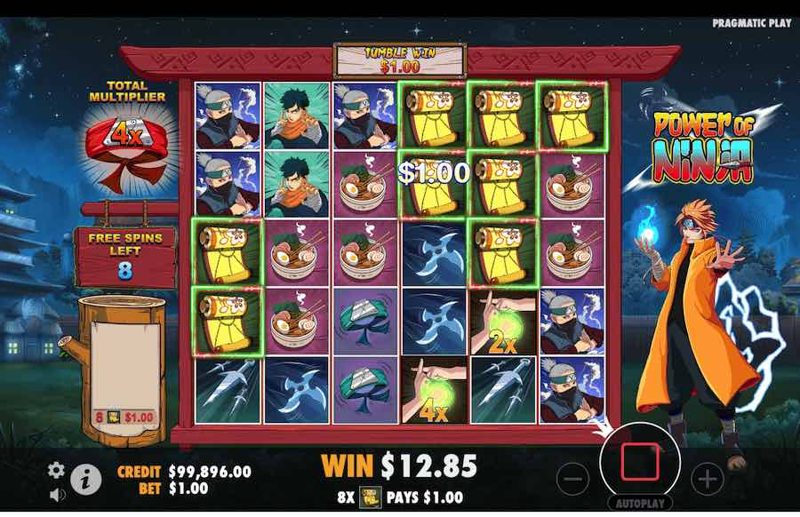 PRAGMATIC PLAY
TUMBLE WIN
$1.00
TOTAL
MULTIPLIER
4x
POWER OF
NINJA
$1.00
FREE SPINS
LEFT
8
2x
4x
8 $1.00
CREDIT $99,896.00
BET $1.00
WIN $12.85
8X PAYS $1.00
AUTOPLAY